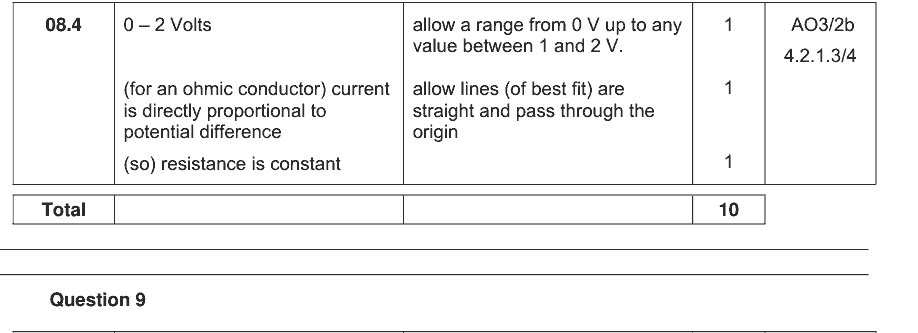 08.4
0 – 2 Volts
allow a range from 0 V up to any
value between 1 and 2 V.
1
AO3/2b
4.2.1.3/4
(for an ohmic conductor) current
is directly proportional to
potential difference
allow lines (of best fit) are
straight and pass through the
origin
1
(so) resistance is constant
1
Total
10
Question 9